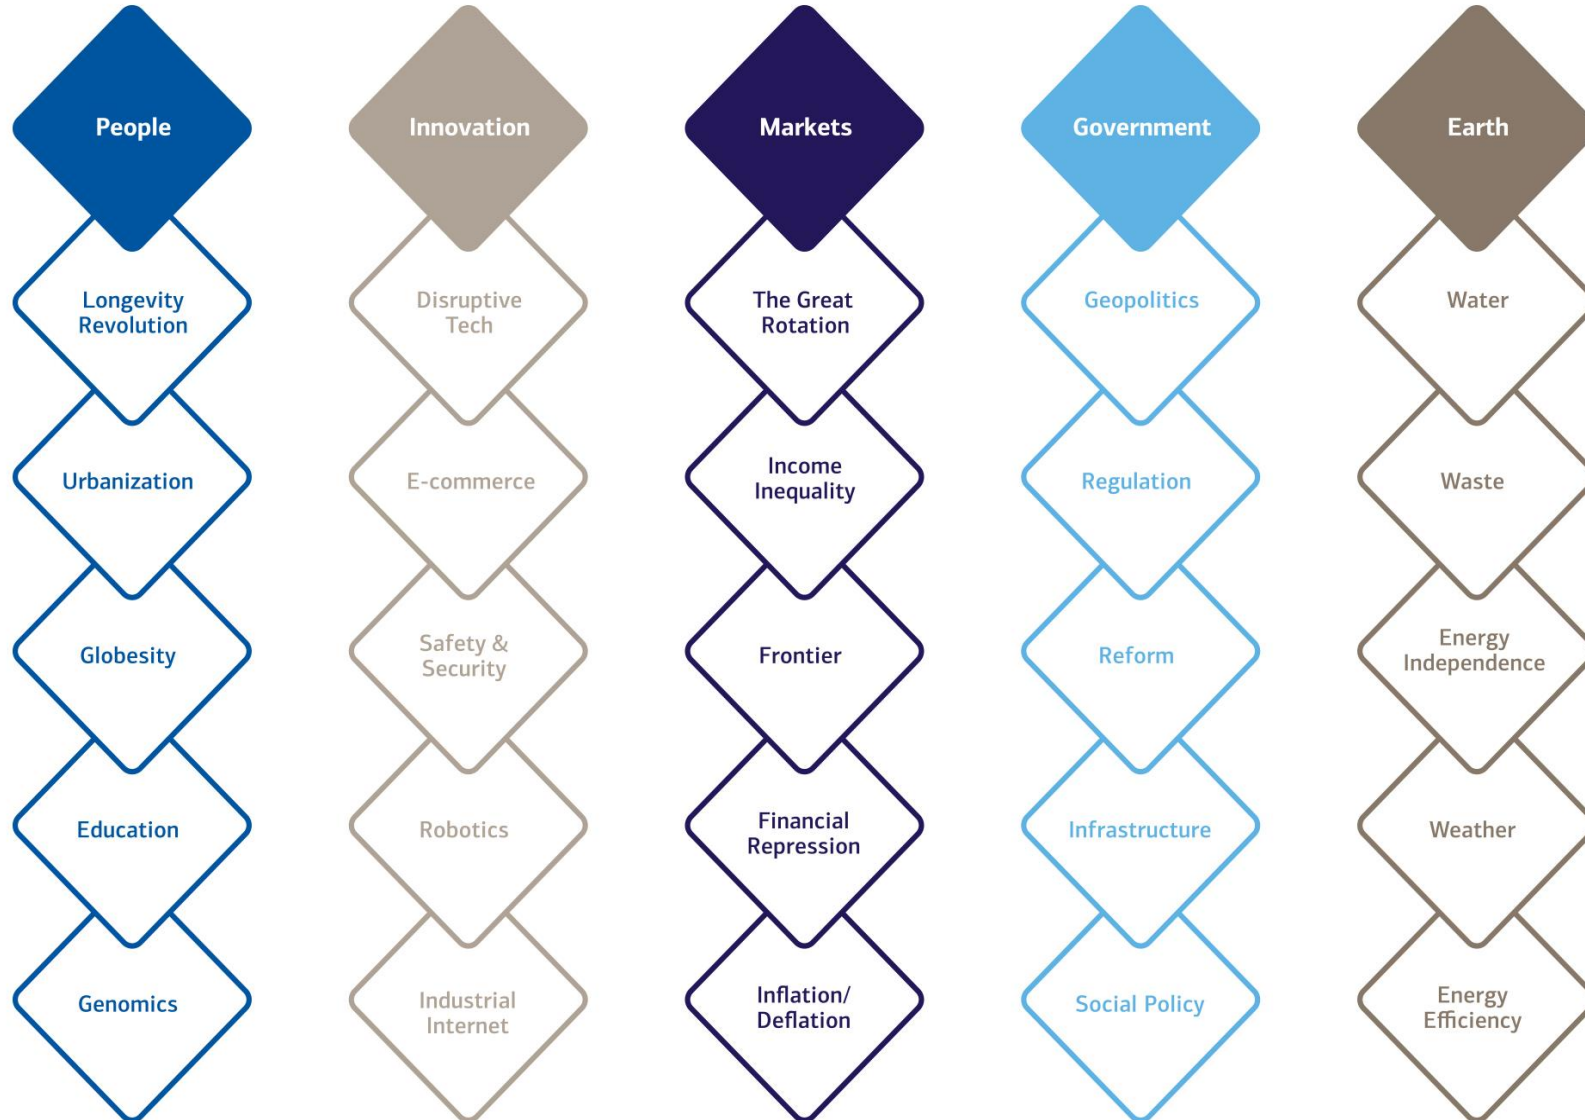 People
Longevity
Revolution
Urbanization
Globesity
Education
Genomics
Innovation
Disruptive
Tech
E-commerce
Safety &
Security
Robotics
Industrial
Internet
Markets
The Great
Rotation
Income
Inequality
Frontier
Financial
Repression
Inflation/
Deflation
Government
Geopolitics
Regulation
Reform
Infrastructure
Social Policy
Earth
Water
Waste
Energy
Independence
Weather
Energy
Efficiency